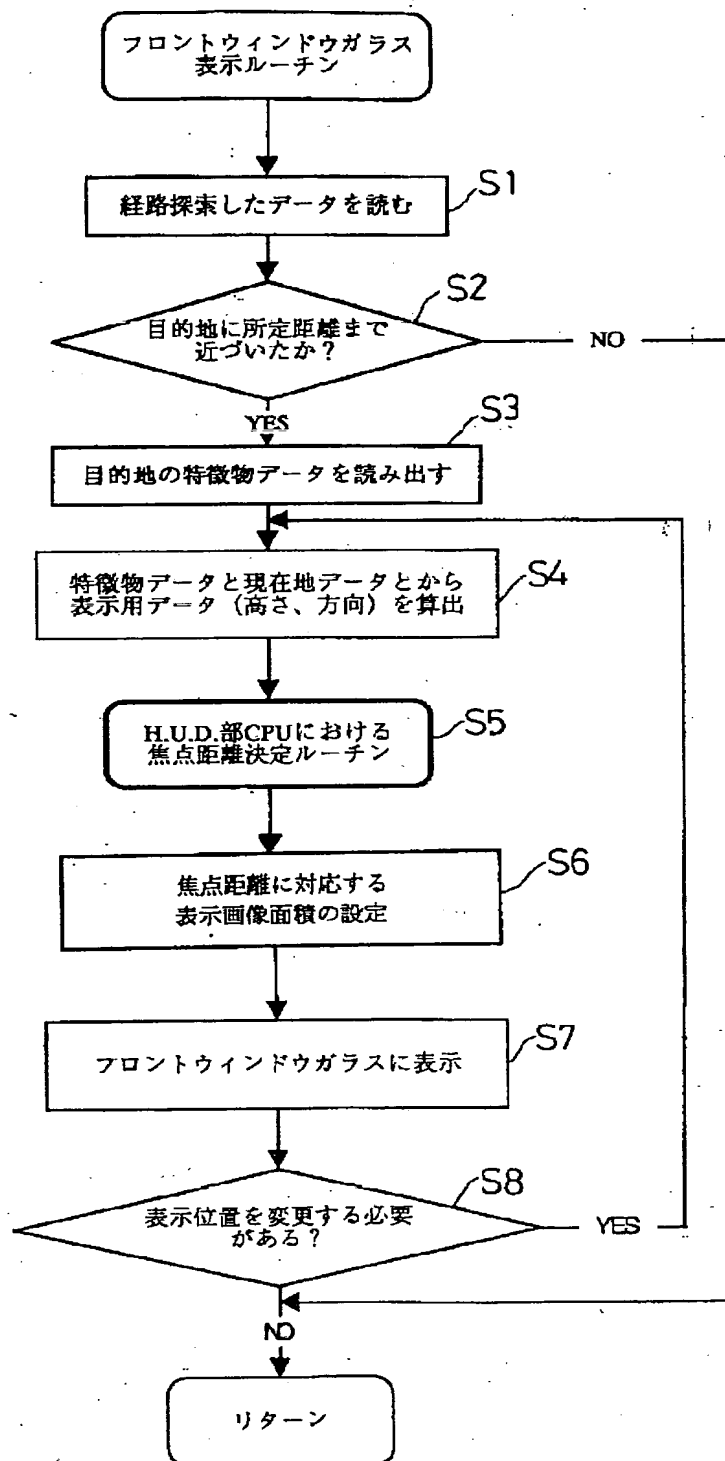 フロントウィンドウガラス
表示ルーチン
経路探索したデータを読む
S1
目的地に所定距離まで
近づいたか？
S2
NO
YES
目的地の特徴物データを読み出す
S3
特徴物データと現在地データとから
表示用データ（高さ、方向）を算出
S4
H.U.D.部CPUにおける
焦点距離決定ルーチン
S5
焦点距離に対応する
表示画像面積の設定
S6
フロントウィンドウガラスに表示
S7
表示位置を変更する必要
がある？
S8
YES
NO
リターン